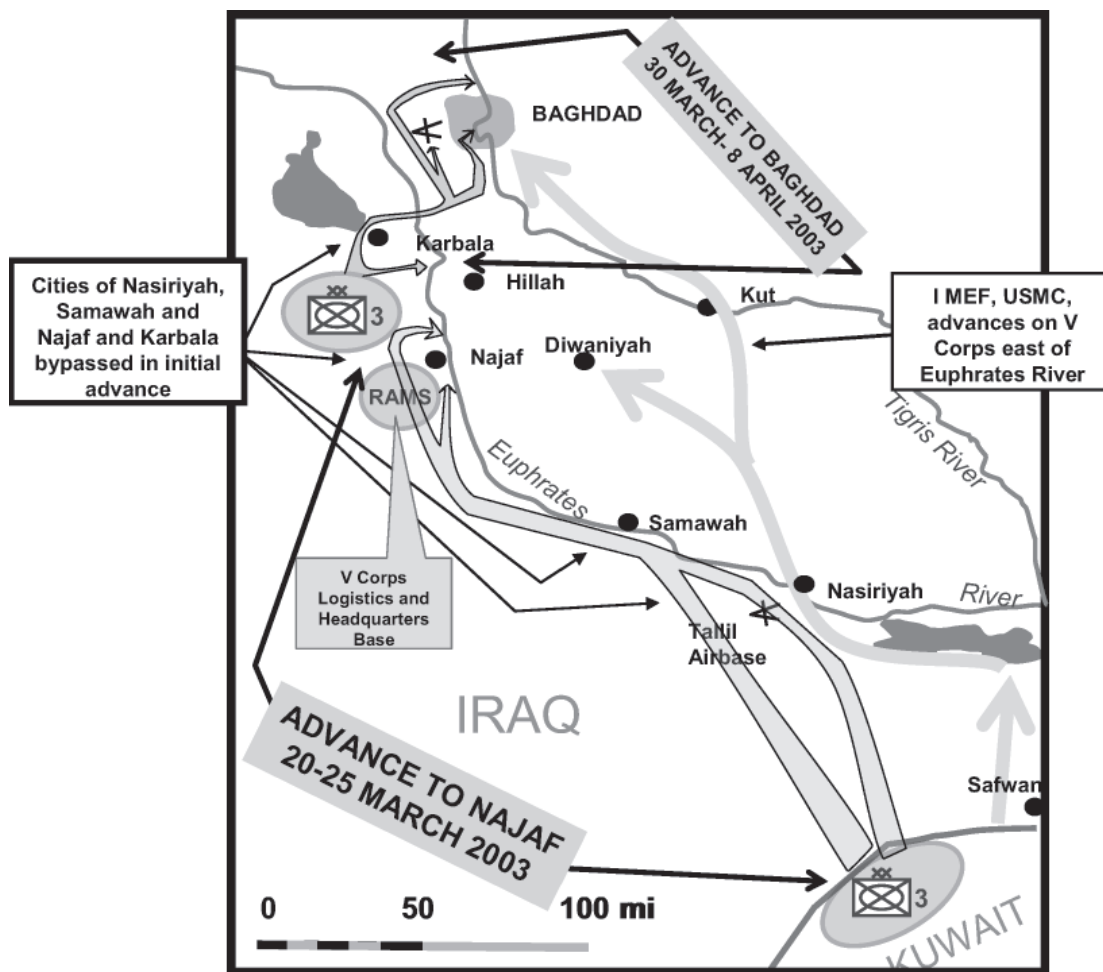 ADVANCE TO BAGHDAD
30 MARCH- 8 APRIL 2003
BAGHDAD
Karbala
Hillah
Kut
Cities of Nasiriyah,
Samawah and
Najaf and Karbala
bypassed in initial
advance
XX
3
I MEF, USMC,
advances on V
Corps east of
Euphrates River
Najaf
Diwaniyah
RAMS
Tigris River
Euphrates
Samawah
V Corps
Logistics and
Headquarters
Base
Nasiriyah
River
Tallil
Airbase
IRAQ
ADVANCE TO NAJAF
20-25 MARCH 2003
Safwan
XX
3
0 50 100 mi
KUWAIT